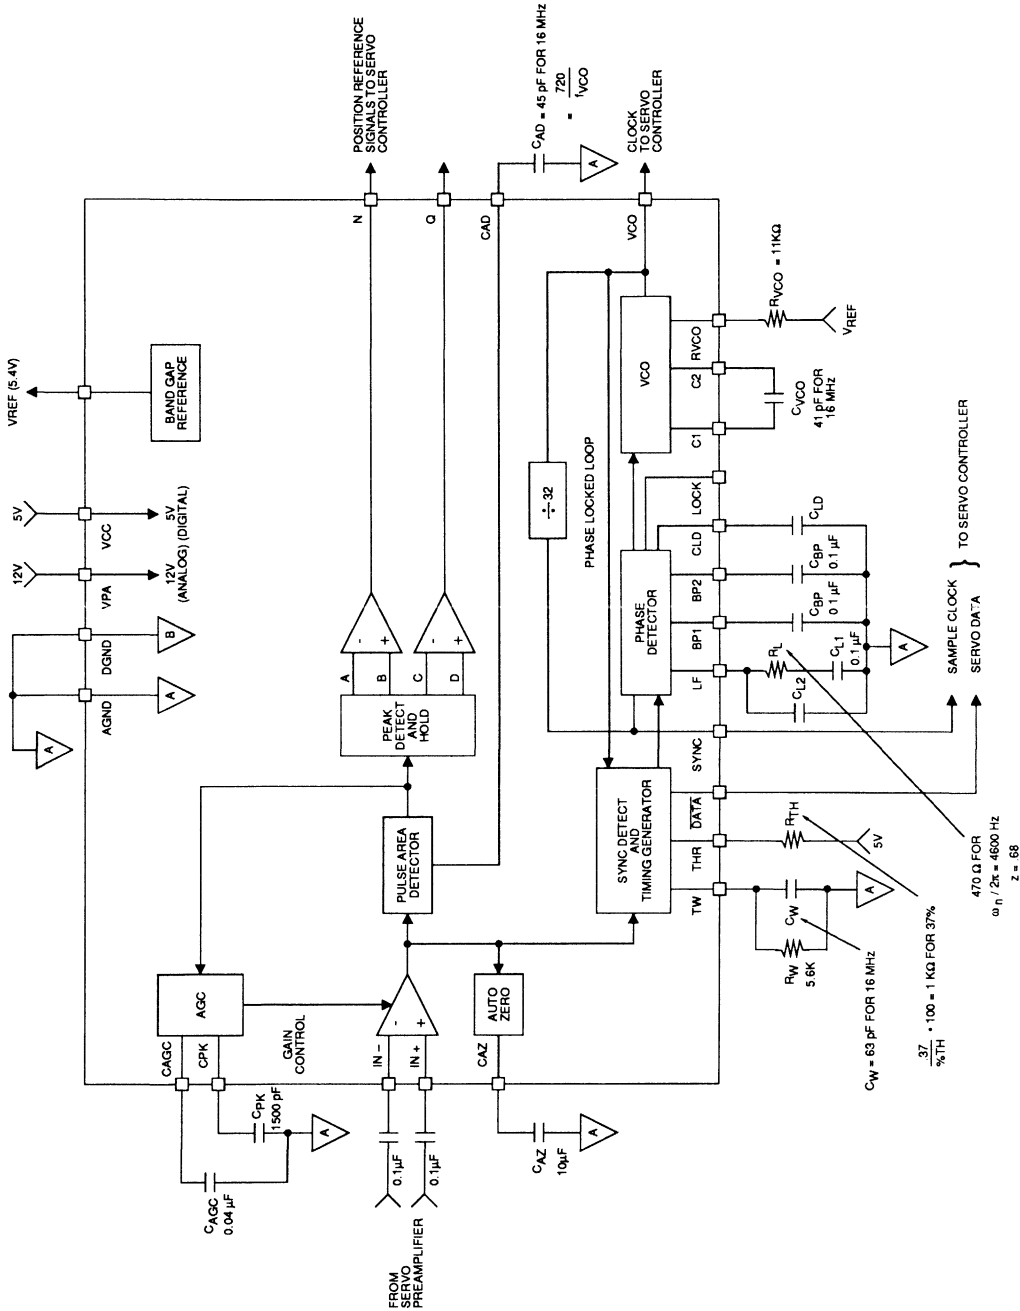 VREF (5.4V)
5V
12V
VCC
VPA
DGND
AGND
5V
(DIGITAL)
12V
(ANALOG)
B
A
A
BAND GAP
REFERENCE
POSITION REFERENCE
SIGNALS TO SERVO
CONTROLLER
N
Q
CAD
CAD = 45 pF FOR 16 MHz
= 720
fVCO
A
CLOCK
TO SERVO
CONTROLLER
VCO
CAGC
0.04 µF
CPK
1500 pF
A
CAGC
CPK
AGC
GAIN
CONTROL
FROM
SERVO
PREAMPLIFIER
0.1µF
0.1µF
IN -
IN +
-
+
CAZ
10µF
A
CAZ
AUTO
ZERO
PULSE AREA
DETECTOR
PEAK
DETECT
AND
HOLD
A
B
C
D
-
+
-
+
SYNC DETECT
AND
TIMING GENERATOR
PHASE
DETECTOR
÷32
PHASE LOCKED LOOP
VCO
TW
THR
DATA
SYNC
LF
BP1
BP2
CLD
LOCK
C1
C2
RVCO
RW
5.6K
CW
A
RTH
5V
CL2
RL
CL1
0.1 µF
CBP
0.1 µF
CBP
0.1 µF
CLD
A
CVCO
41 pF FOR
16 MHz
RVCO = 11KΩ
VREF
SAMPLE CLOCK
SERVO DATA
} TO SERVO CONTROLLER
CW = 63 pF FOR 16 MHz
.37
%TH
• 100 = 1 KΩ FOR 37%
470 Ω FOR
ωn / 2π = 4600 Hz
z = .68